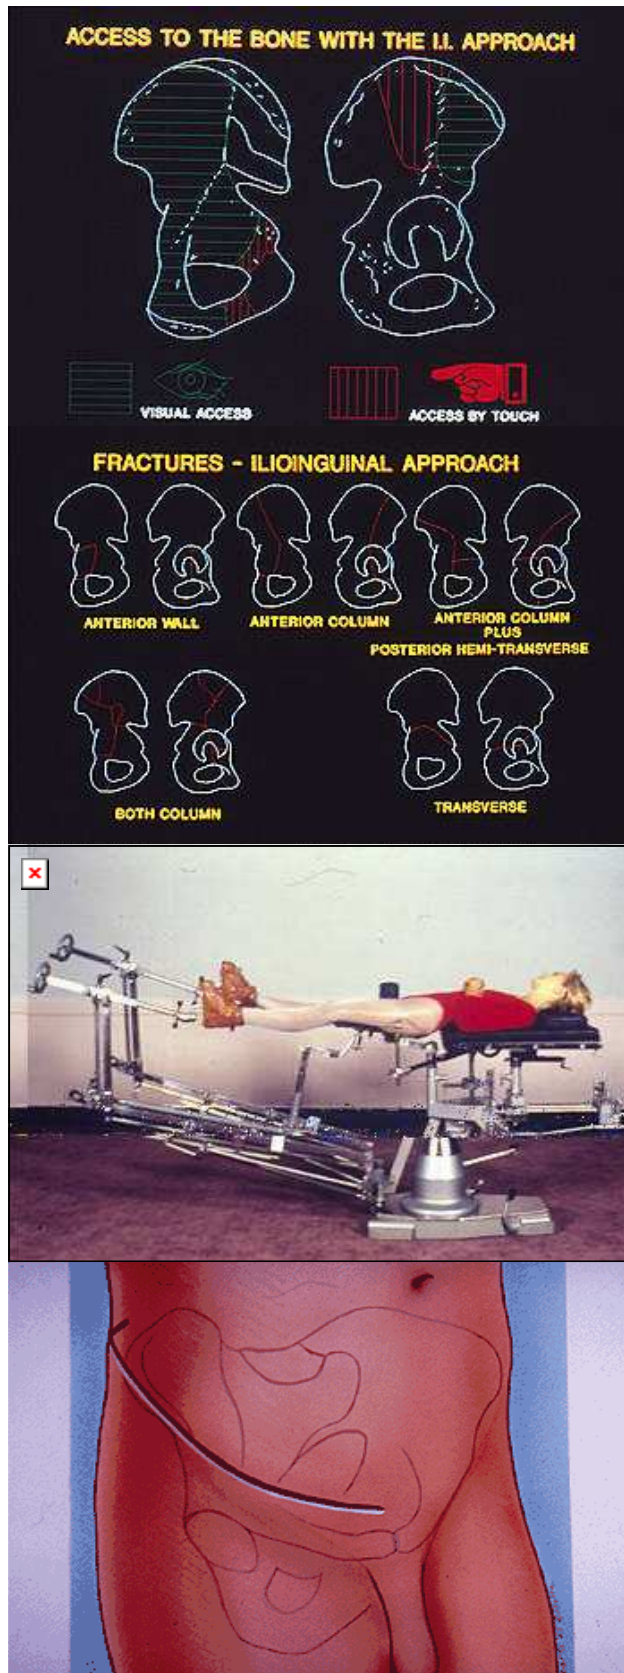 ACCESS TO THE BONE WITH THE I.I. APPROACH
VISUAL ACCESS
ACCESS BY TOUCH
FRACTURES - ILIOINGUINAL APPROACH
ANTERIOR WALL
ANTERIOR COLUMN
ANTERIOR COLUMN
PLUS
POSTERIOR HEMI-TRANSVERSE
BOTH COLUMN
TRANSVERSE